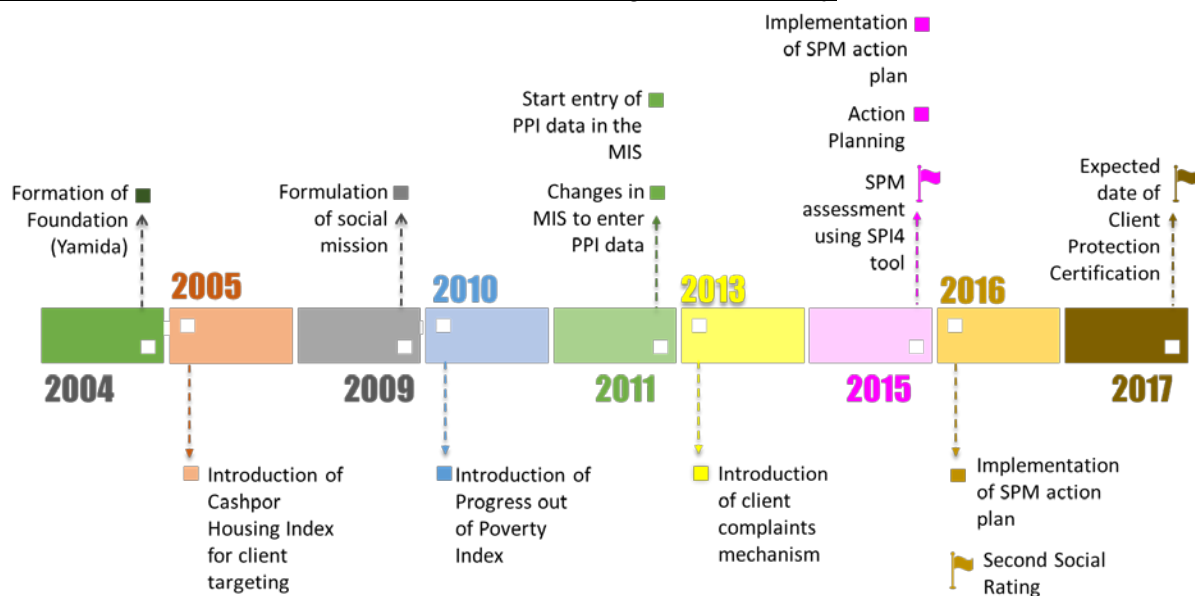 Formation of
Foundation
(Yamida)
2004
2005
Introduction of
Cashpor
Housing Index
for client
targeting
Formulation
of social
mission
2009
2010
Introduction of
Progress out
of Poverty
Index
Start entry of
PPI data in the
MIS
Changes in
MIS to enter
PPI data
2011
2013
Introduction
of client
complaints
mechanism
Implementation
of SPM action
plan
Action
Planning
SPM
assessment
using SPI4
tool
2015
2016
Implementation
of SPM action
plan
Second Social
Rating
Expected
date of
Client
Protection
Certification
2017